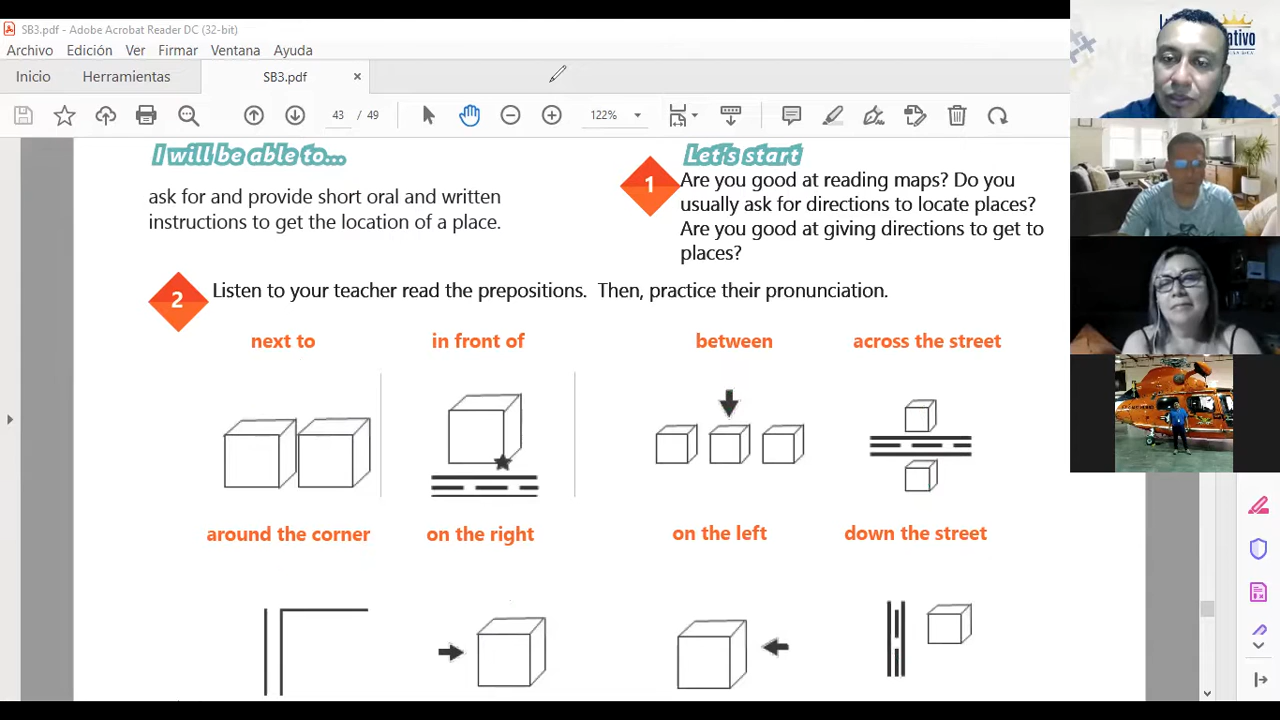 SB3.pdf - Adobe Acrobat Reader DC (32-bit)
Archivo Edición Ver Firmar Ventana Ayuda
Inicio Herramientas SB3.pdf ×
43 / 49 122%
I will be able to...
ask for and provide short oral and written
instructions to get the location of a place.
Let's start
1
Are you good at reading maps? Do you
usually ask for directions to locate places?
Are you good at giving directions to get to
places?
2
Listen to your teacher read the prepositions. Then, practice their pronunciation.
next to in front of between across the street
around the corner on the right on the left down the street